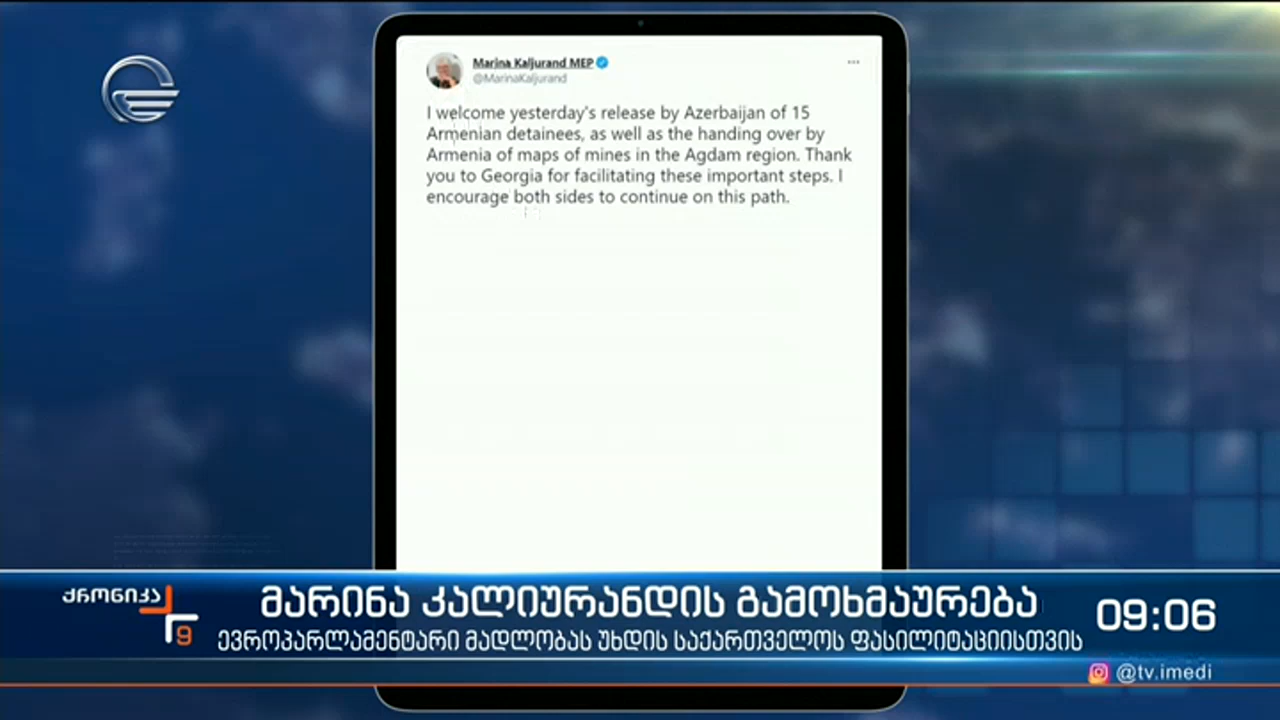 Marina Kaljurand MEP
@MarinaKaljurand
I welcome yesterday's release by Azerbaijan of 15
Armenian detainees, as well as the handing over by
Armenia of maps of mines in the Agdam region. Thank
you to Georgia for facilitating these important steps. I
encourage both sides to continue on this path.
ქრონიკა
9
მარინა კალიურანდის გამოხმაურება
ევროპარლამენტარი მადლობას უხდის საქართველოს ფასილიტაციისთვის
09:06
@tv.imedi